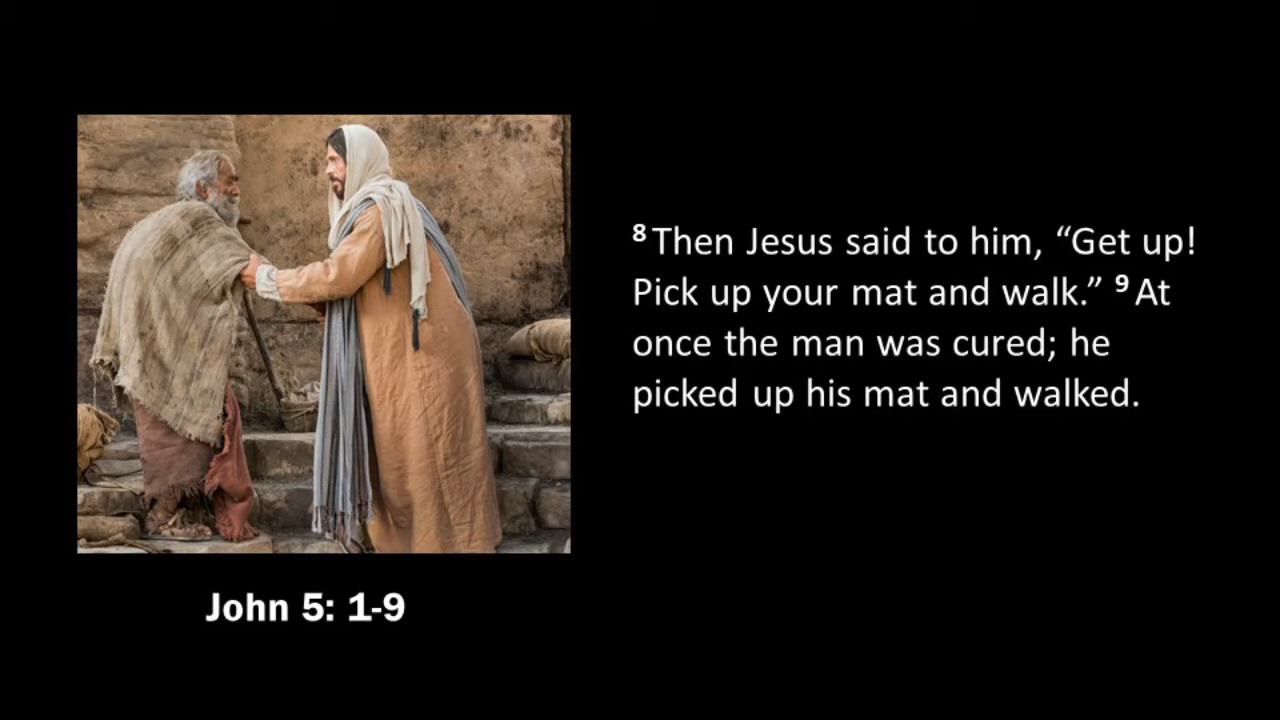 ⁸Then Jesus said to him, “Get up!
Pick up your mat and walk.” ⁹At
once the man was cured; he
picked up his mat and walked.
John 5: 1-9